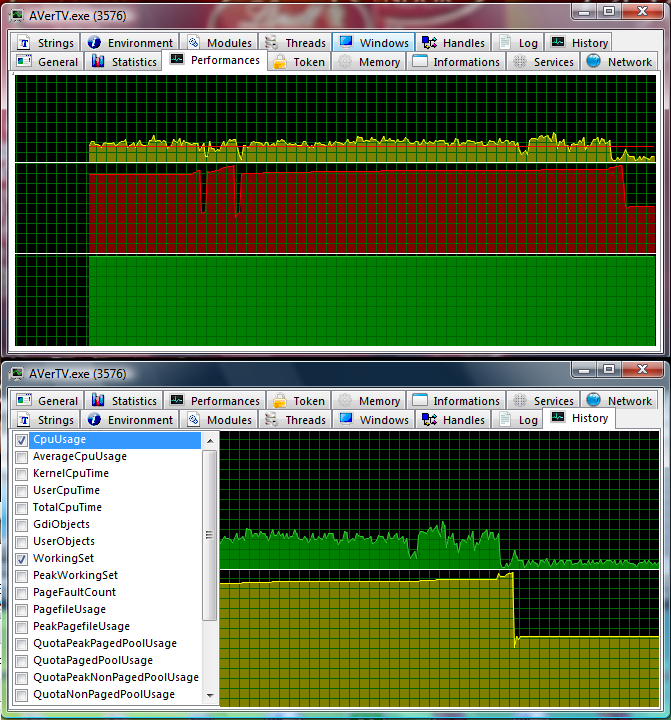 AVerTV.exe (3576)
Strings Environment Modules Threads Windows Handles Log History
General Statistics Performances Token Memory Informations Services Network
AVerTV.exe (3576)
General Statistics Performances Token Memory Informations Services Network
Strings Environment Modules Threads Windows Handles Log History
CpuUsage
AverageCpuUsage
KernelCpuTime
UserCpuTime
TotalCpuTime
GdiObjects
UserObjects
WorkingSet
PeakWorkingSet
PageFaultCount
PagefileUsage
PeakPagefileUsage
QuotaPeakPagedPoolUsage
QuotaPagedPoolUsage
QuotaPeakNonPagedPoolUsage
QuotaNonPagedPoolUsage